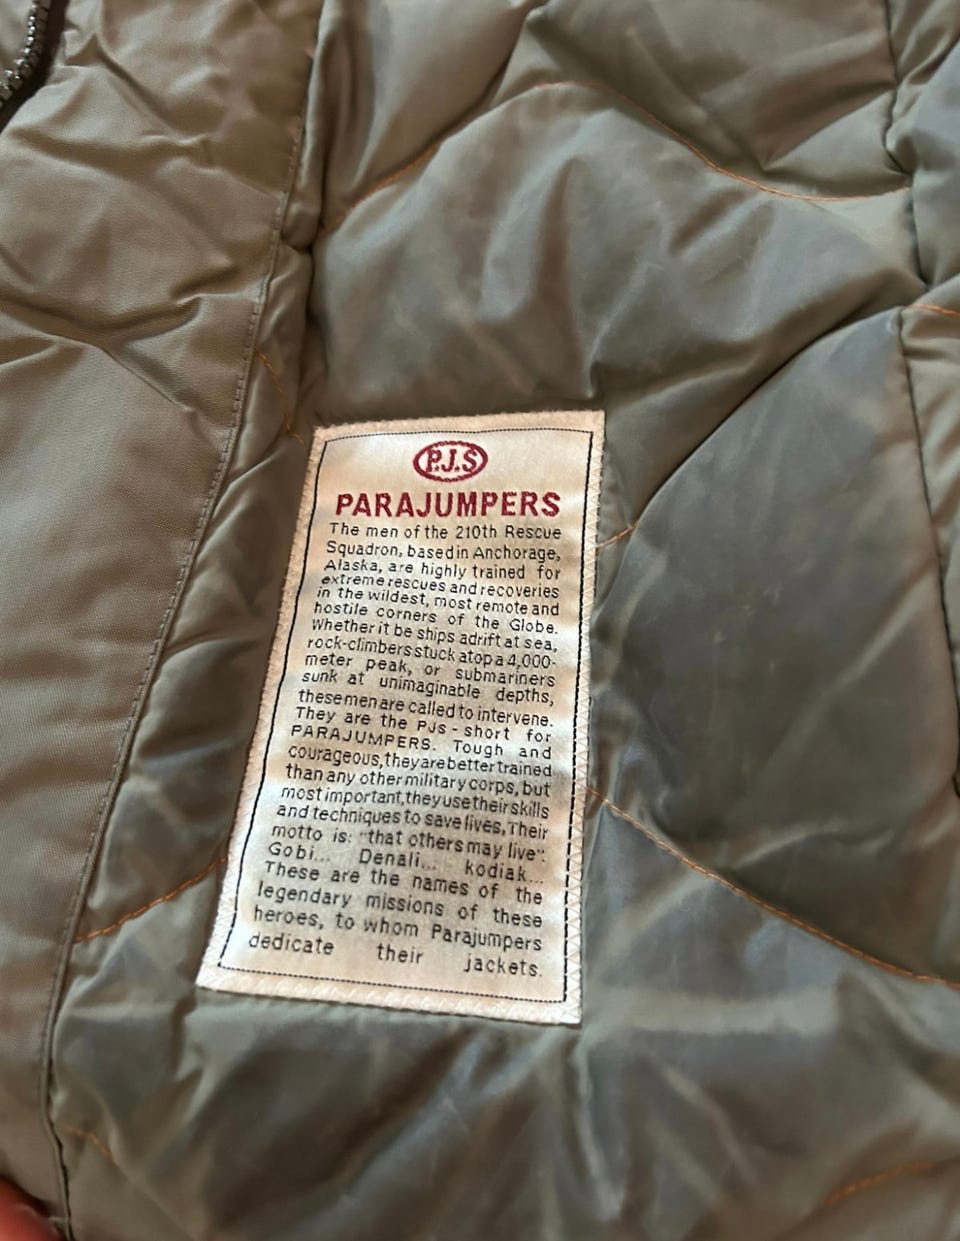 P.J.S
PARAJUMPERS
The men of the 210th Rescue
Squadron, based in Anchorage,
Alaska, are highly trained for
extreme rescues and recoveries
in the wildest, most remote and
hostile corners of the Globe.
Whether it be ships adrift at sea,
rock-climbers stuck atop a 4,000-
meter peak, or submariners
sunk at unimaginable depths,
these men are called to intervene.
They are the PJs - short for
PARAJUMPERS. Tough and
courageous, they are better trained
than any other military corps, but
most important, they use their skills
and techniques to save lives, Their
motto is: "that others may live":
Gobi... Denali... kodiak...
These are the names of the
legendary missions of these
heroes, to whom Parajumpers
dedicate their jackets.